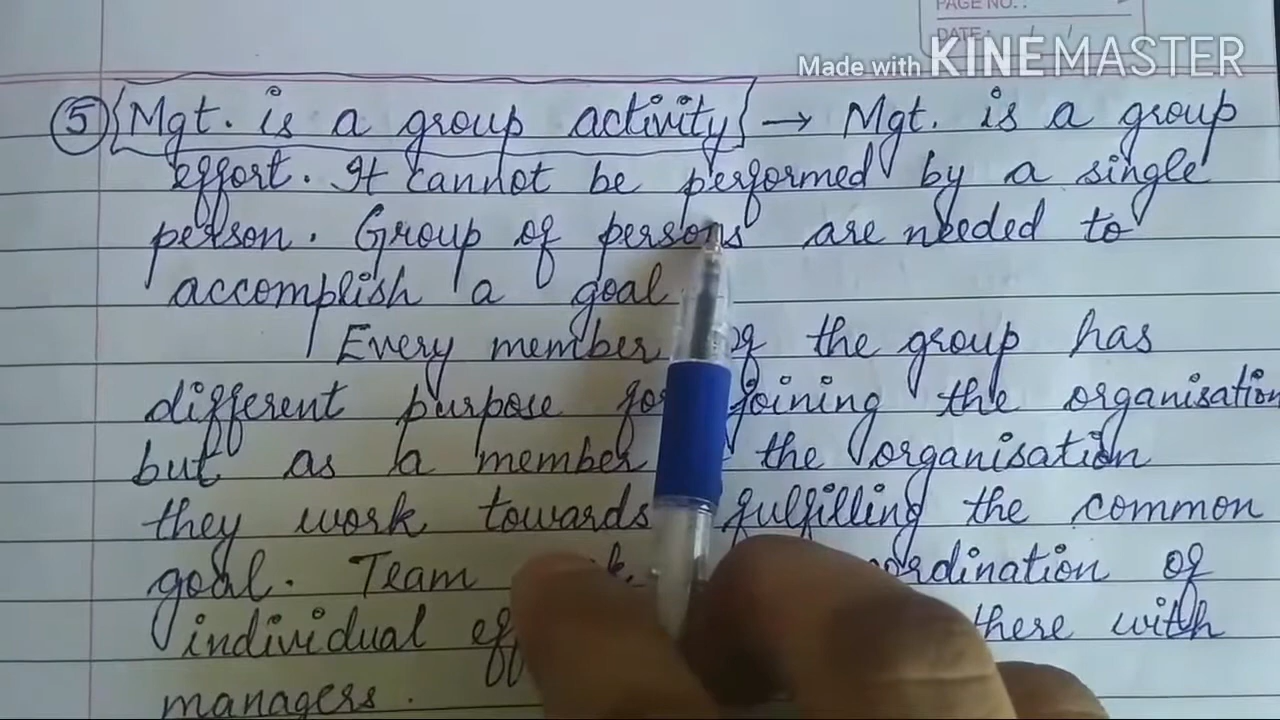 PAGE NO. :
DATE: / /
Made with KINEMASTER
⑤ Mgt. is a group activity → Mgt. is a group
effort. It cannot be performed by a single
person. Group of persons are needed to
accomplish a goal
Every member of the group has
different purpose for joining the organisation
but as a member the organisation
they work towards fulfilling the common
goal. Team ordination of
individual there with
managers.